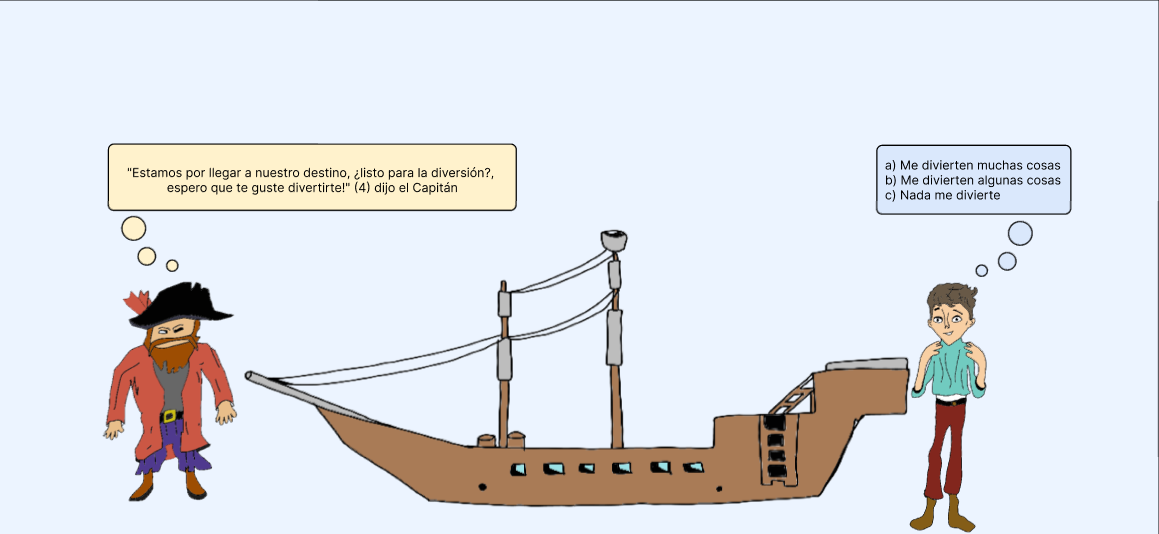 "Estamos por llegar a nuestro destino, ¿listo para la diversión?,
espero que te guste divertirte!" (4) dijo el Capitán
a) Me divierten muchas cosas
b) Me divierten algunas cosas
c) Nada me divierte